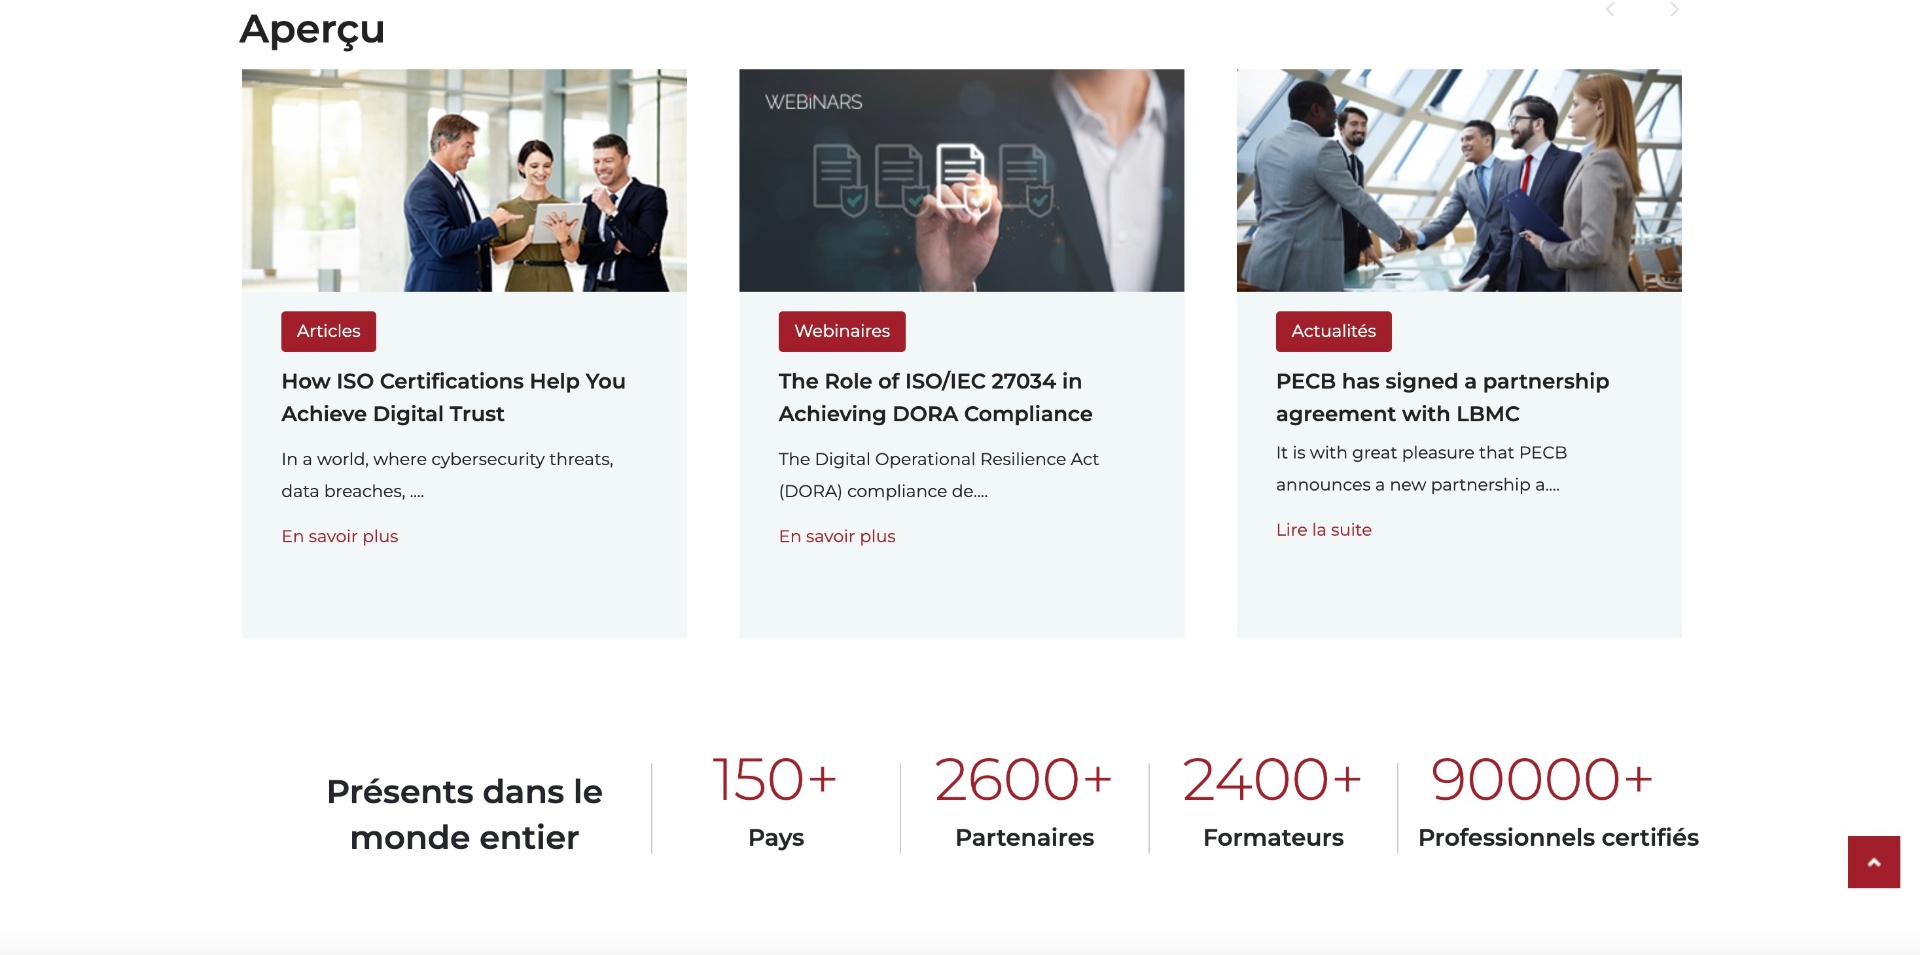 Aperçu
WEBINARS
Articles
How ISO Certifications Help You
Achieve Digital Trust
In a world, where cybersecurity threats,
data breaches, ....
En savoir plus
Webinaires
The Role of ISO/IEC 27034 in
Achieving DORA Compliance
The Digital Operational Resilience Act
(DORA) compliance de....
En savoir plus
Actualités
PECB has signed a partnership
agreement with LBMC
It is with great pleasure that PECB
announces a new partnership a....
Lire la suite
Présents dans le
monde entier
150+
Pays
2600+
Partenaires
2400+
Formateurs
90000+
Professionnels certifiés